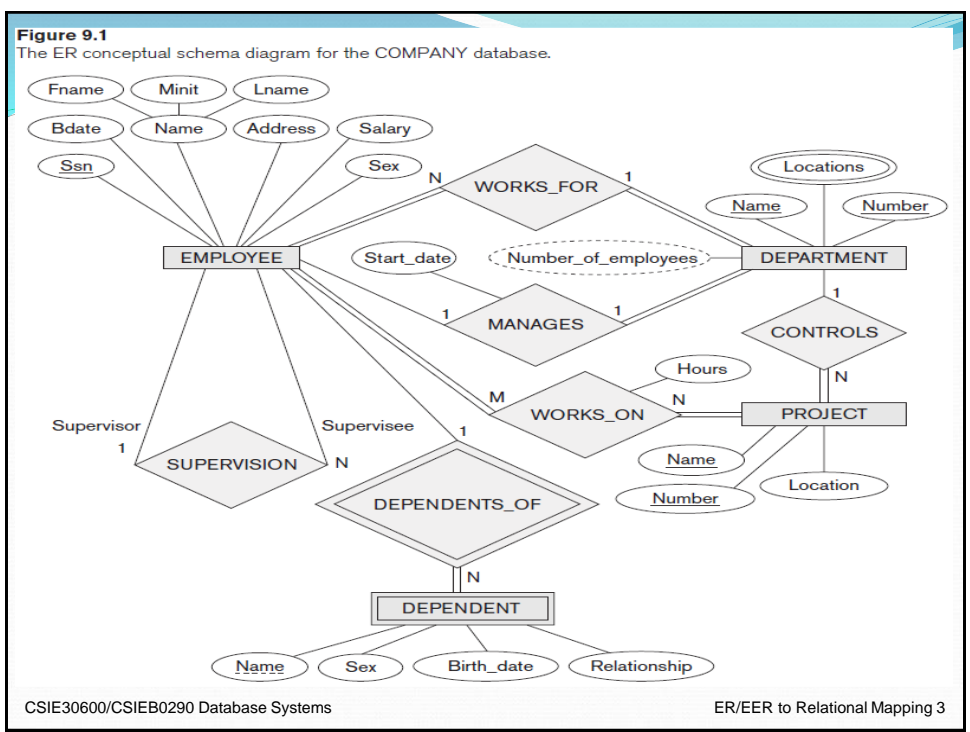 Figure 9.1
The ER conceptual schema diagram for the COMPANY database.
Fname
Minit
Lname
Bdate
Name
Address
Salary
Ssn
Sex
N
WORKS_FOR
1
Locations
Name
Number
EMPLOYEE
Start_date
Number_of_employees
DEPARTMENT
1
MANAGES
1
1
CONTROLS
N
Hours
M
WORKS_ON
N
PROJECT
Supervisor
1
SUPERVISION
Supervisee
N
1
Name
Number
Location
DEPENDENTS_OF
N
DEPENDENT
Name
Sex
Birth_date
Relationship
CSIE30600/CSIEB0290 Database Systems
ER/EER to Relational Mapping 3